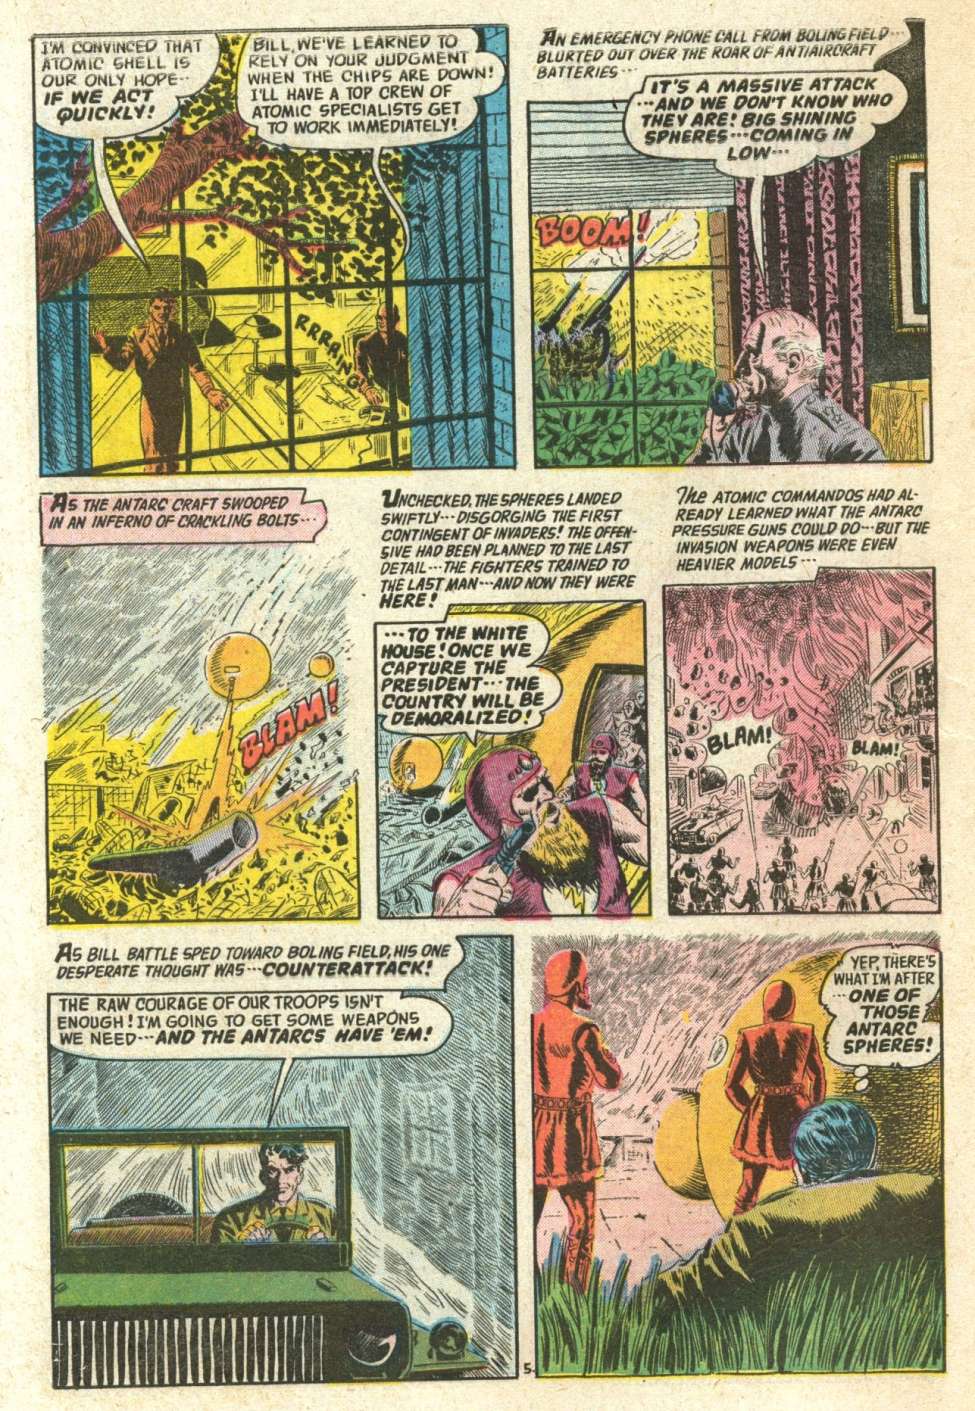 I'M CONVINCED THAT
ATOMIC SHELL IS
OUR ONLY HOPE--
IF WE ACT
QUICKLY!
BILL, WE'VE LEARNED TO
RELY ON YOUR JUDGMENT
WHEN THE CHIPS ARE DOWN!
I'LL HAVE A TOP CREW OF
ATOMIC SPECIALISTS GET
TO WORK IMMEDIATELY!
RRRAING!
AN EMERGENCY PHONE CALL FROM BOLING FIELD---
BLURTED OUT OVER THE ROAR OF ANTIAIRCRAFT
BATTERIES---
IT'S A MASSIVE ATTACK
---AND WE DON'T KNOW WHO
THEY ARE! BIG SHINING
SPHERES---COMING IN
LOW---
BOOM!
AS THE ANTARC CRAFT SWOOPED
IN AN INFERNO OF CRACKLING BOLTS---
BLAM!
UNCHECKED, THE SPHERES LANDED
SWIFTLY---DISGORGING THE FIRST
CONTINGENT OF INVADERS! THE OFFEN-
SIVE HAD BEEN PLANNED TO THE LAST
DETAIL---THE FIGHTERS TRAINED TO
THE LAST MAN---AND NOW THEY WERE
HERE!
---TO THE WHITE
HOUSE! ONCE WE
CAPTURE THE
PRESIDENT---THE
COUNTRY WILL BE
DEMORALIZED!
THE ATOMIC COMMANDOS HAD AL-
READY LEARNED WHAT THE ANTARC
PRESSURE GUNS COULD DO---BUT THE
INVASION WEAPONS WERE EVEN
HEAVIER MODELS---
BLAM!
BLAM!
AS BILL BATTLE SPED TOWARD BOLING FIELD, HIS ONE
DESPERATE THOUGHT WAS---COUNTERATTACK!
THE RAW COURAGE OF OUR TROOPS ISN'T
ENOUGH! I'M GOING TO GET SOME WEAPONS
WE NEED---AND THE ANTARCS HAVE 'EM!
YEP, THERE'S
WHAT I'M AFTER
---ONE OF
THOSE
ANTARC
SPHERES!
5-